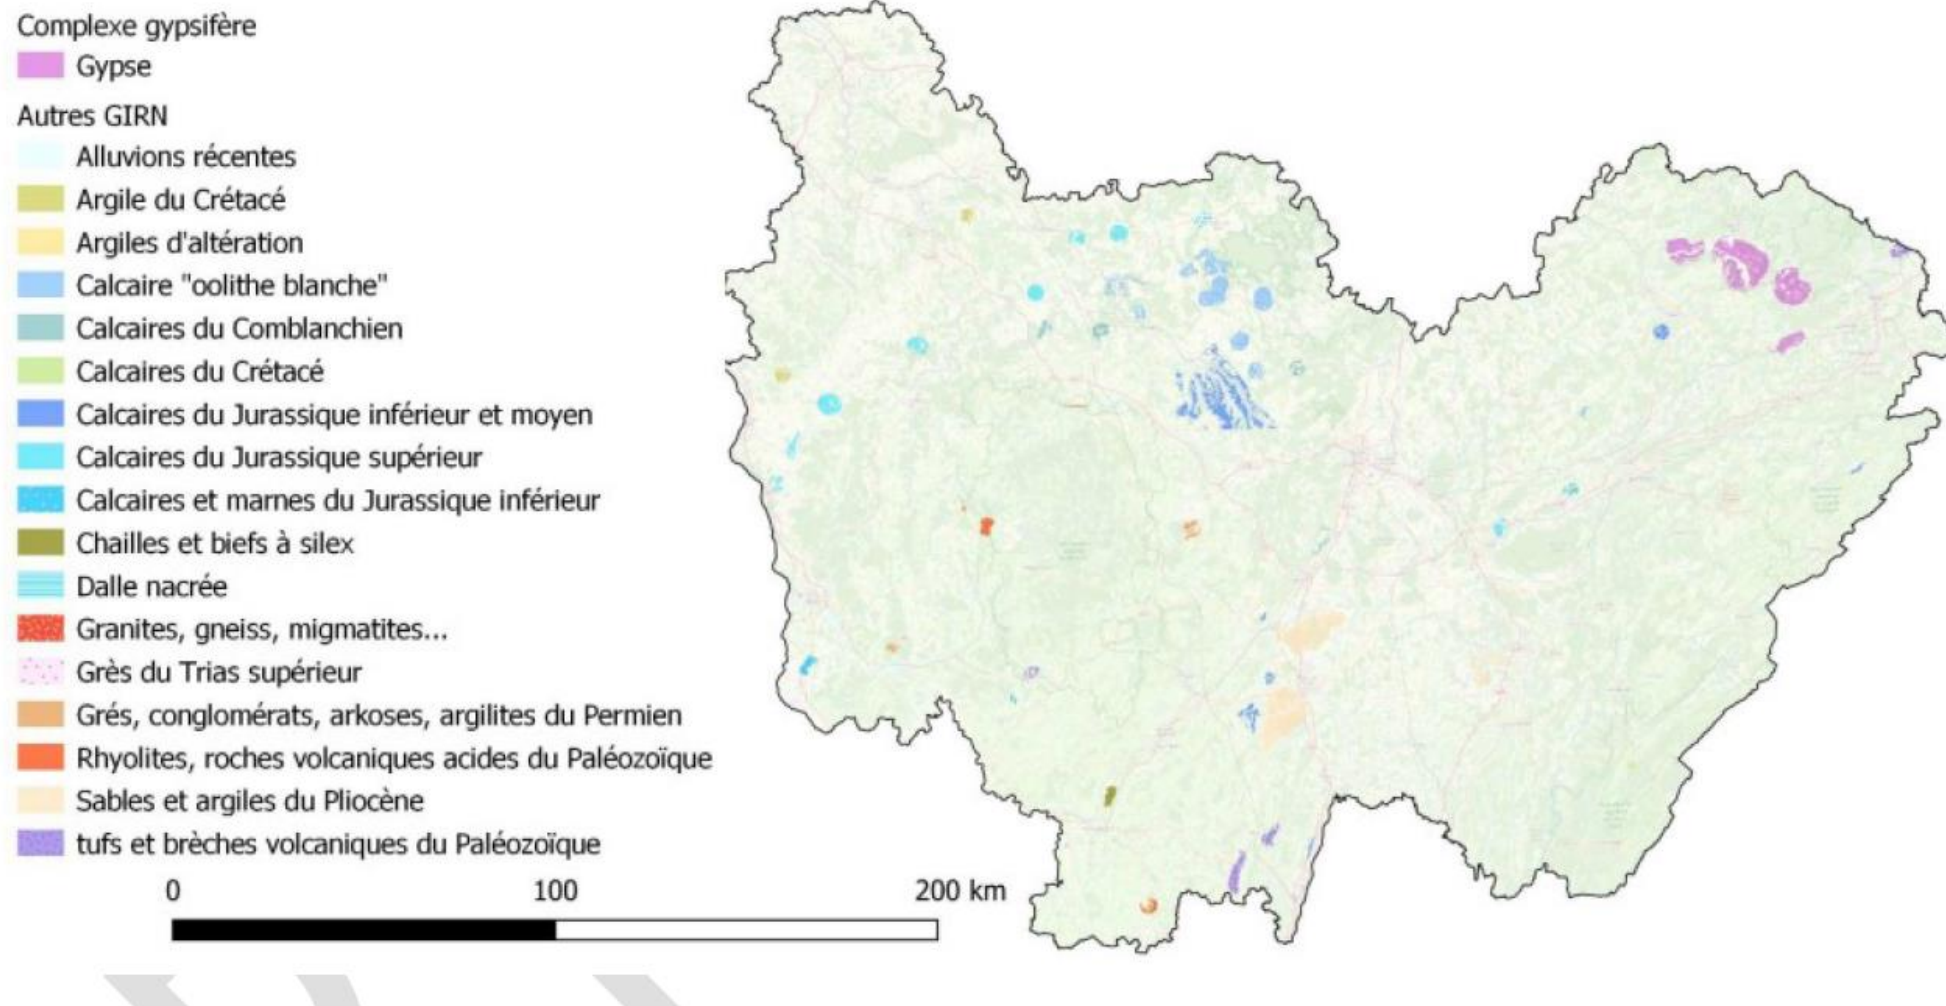 Complexe gypsifère
Gypse
Autres GIRN
Alluvions récentes
Argile du Crétacé
Argiles d'altération
Calcaire "oolithe blanche"
Calcaires du Comblanchien
Calcaires du Crétacé
Calcaires du Jurassique inférieur et moyen
Calcaires du Jurassique supérieur
Calcaires et marnes du Jurassique inférieur
Chailles et biefs à silex
Dalle nacrée
Granites, gneiss, migmatites...
Grès du Trias supérieur
Grés, conglomérats, arkoses, argilites du Permien
Rhyolites, roches volcaniques acides du Paléozoïque
Sables et argiles du Pliocène
tufs et brèches volcaniques du Paléozoïque
0 100 200 km